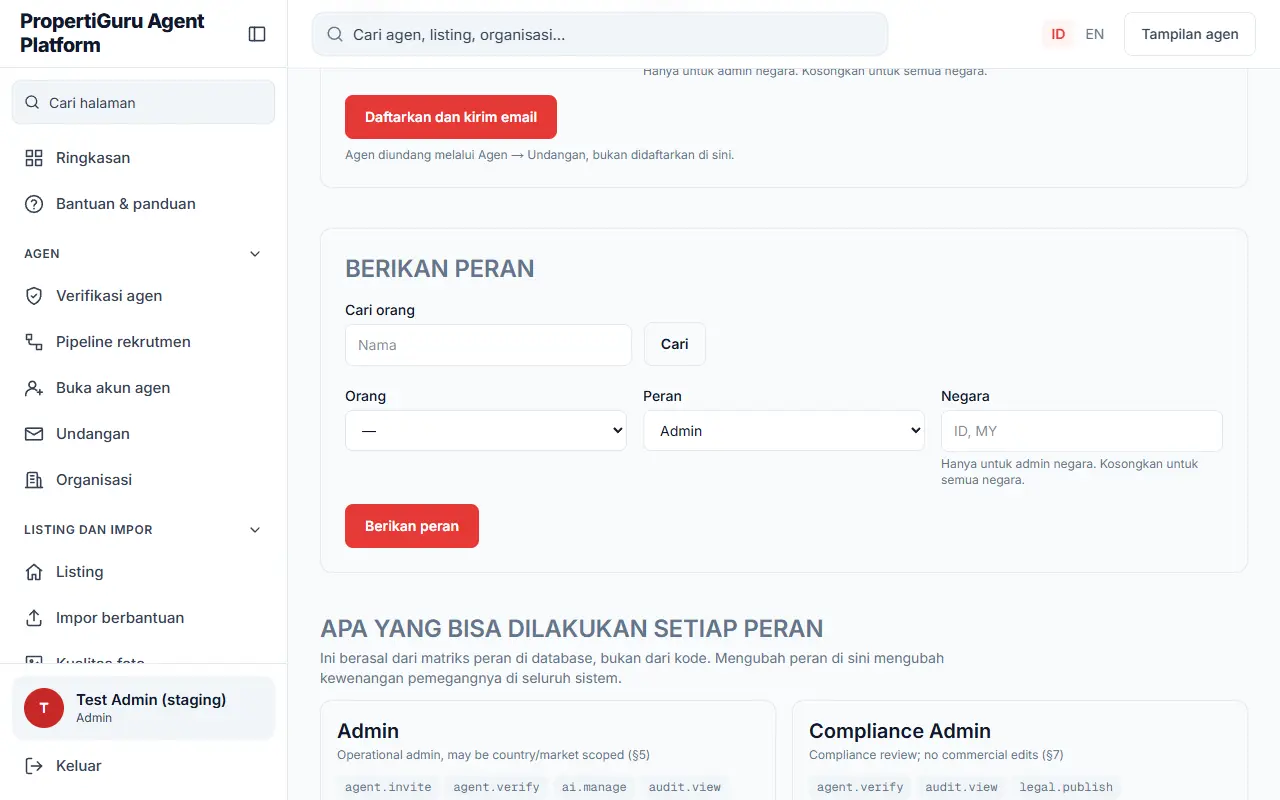 PropertiGuru Agent
Platform
Cari agen, listing, organisasi...
ID
EN
Tampilan agen
Cari halaman
Ringkasan
Bantuan & panduan
AGEN
Verifikasi agen
Pipeline rekrutmen
Buka akun agen
Undangan
Organisasi
LISTING DAN IMPOR
Listing
Impor berbantuan
Kualitas foto
Test Admin (staging)
T
Admin
Keluar
Hanya untuk admin negara. Kosongkan untuk semua negara.
Daftarkan dan kirim email
Agen diundang melalui Agen → Undangan, bukan didaftarkan di sini.
BERIKAN PERAN
Cari orang
Nama
Cari
Orang
Peran
Negara
—
Admin
ID, MY
Hanya untuk admin negara. Kosongkan untuk
semua negara.
Berikan peran
APA YANG BISA DILAKUKAN SETIAP PERAN
Ini berasal dari matriks peran di database, bukan dari kode. Mengubah peran di sini mengubah
kewenangan pemegangnya di seluruh sistem.
Admin
Operational admin, may be country/market scoped (§5)
agent.invite agent.verify ai.manage audit.view
Compliance Admin
Compliance review; no commercial edits (§7)
agent.verify audit.view legal.publish